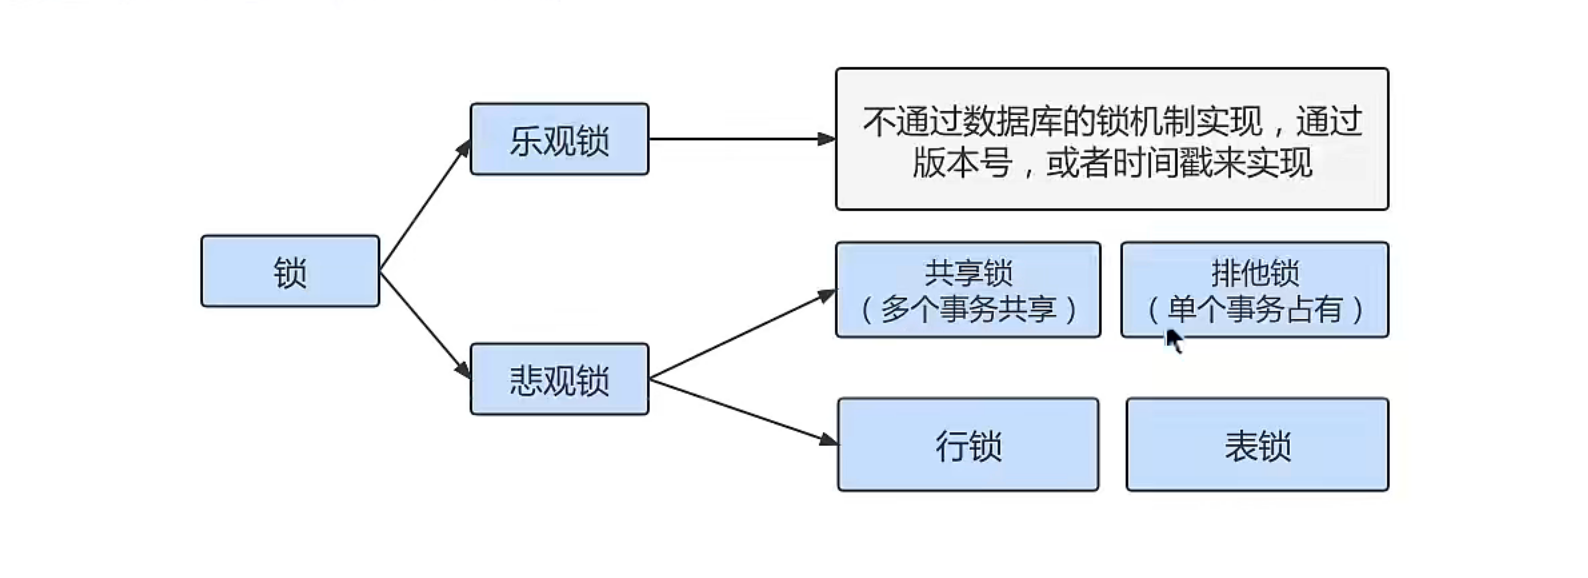 乐观锁
不通过数据库的锁机制实现，通过
版本号，或者时间戳来实现
锁
共享锁
（多个事务共享）
排他锁
（单个事务占有）
悲观锁
行锁
表锁